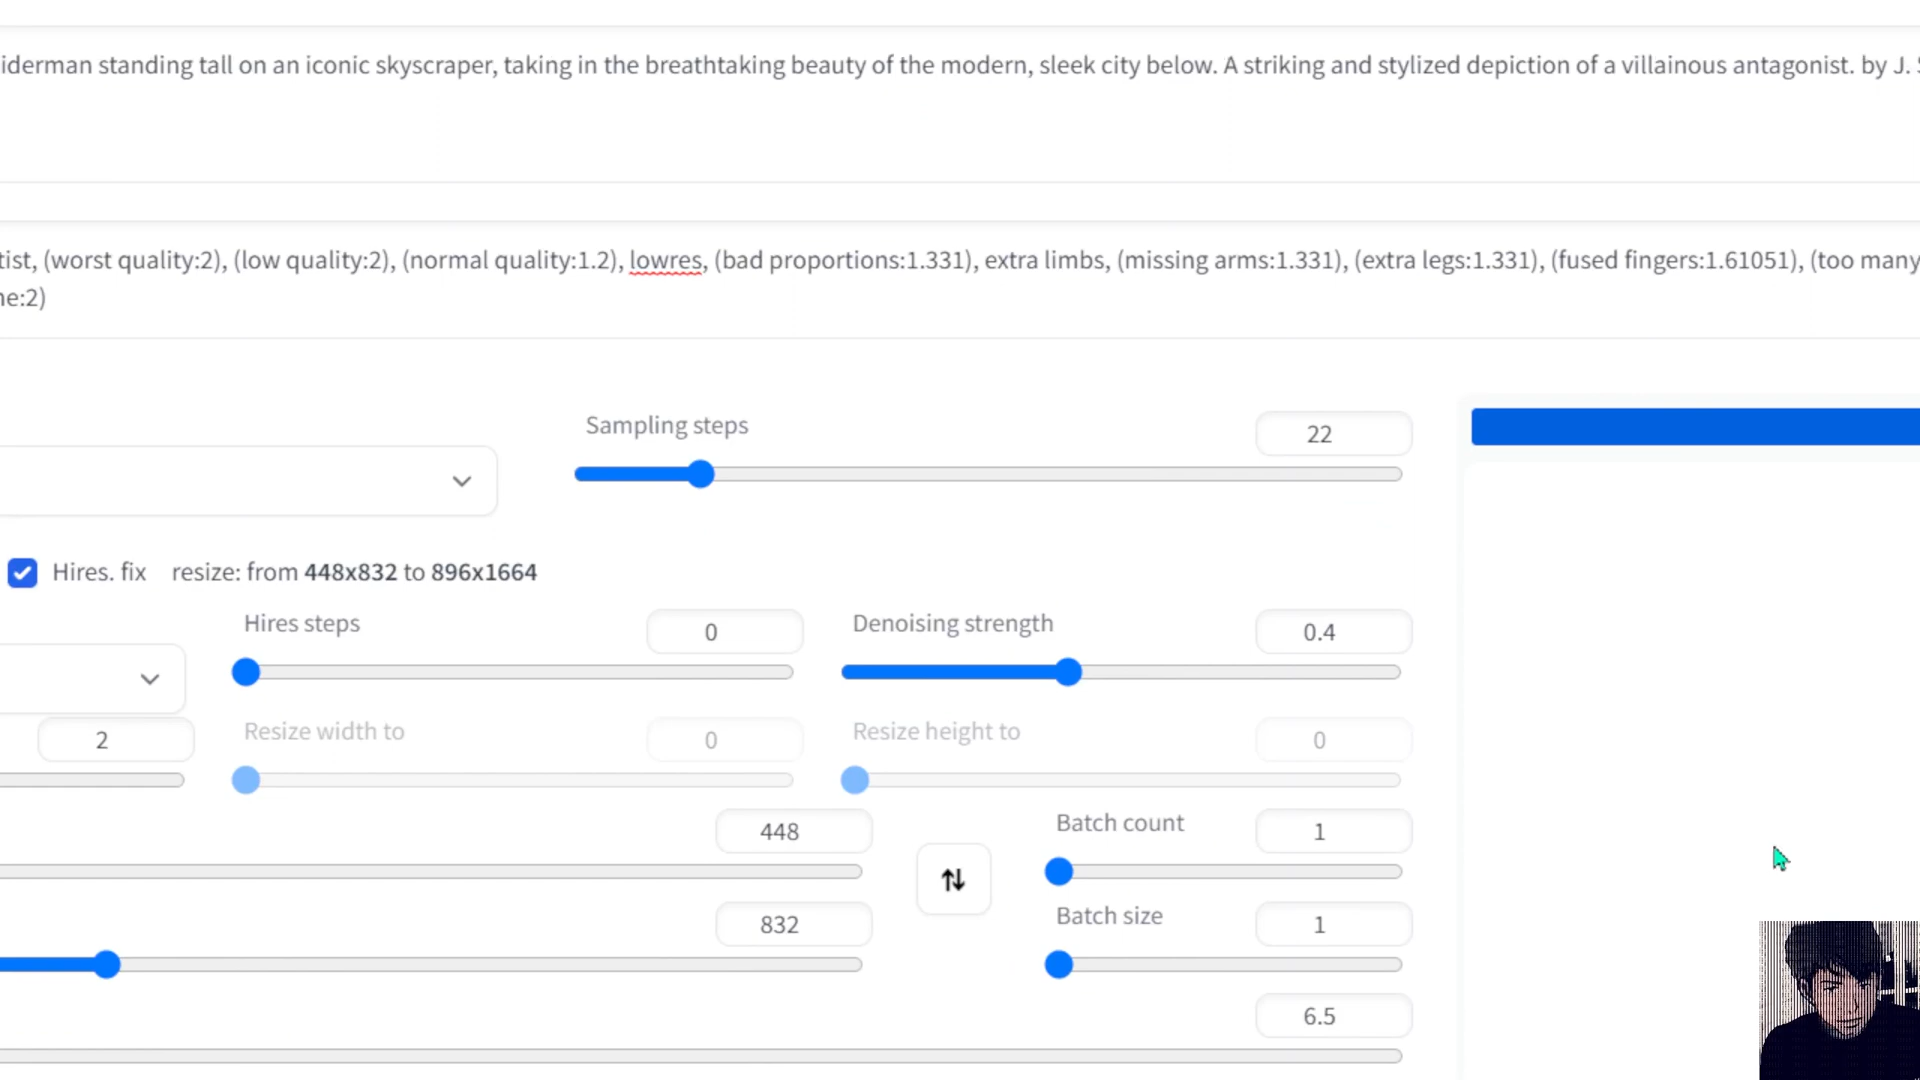 iderman standing tall on an iconic skyscraper, taking in the breathtaking beauty of the modern, sleek city below. A striking and stylized depiction of a villainous antagonist. by J.
tist, (worst quality:2), (low quality:2), (normal quality:1.2), lowres, (bad proportions:1.331), extra limbs, (missing arms:1.331), (extra legs:1.331), (fused fingers:1.61051), (too many
ne:2)
Sampling steps 22
Hires. fix resize: from 448x832 to 896x1664
Hires steps 0 Denoising strength 0.4
2 Resize width to 0 Resize height to 0
448 Batch count 1
832 Batch size 1
6.5